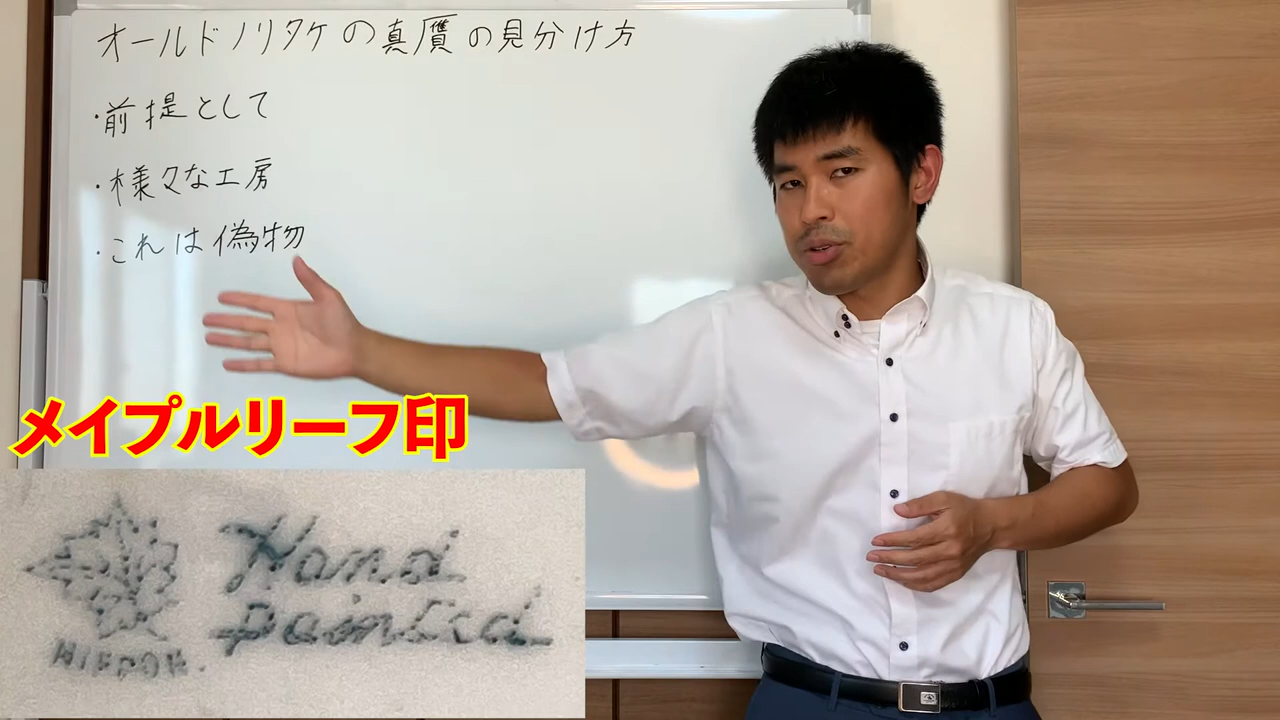 オールドノリタケの真贋の見分け方
・前提として
・様々な工房
・これは偽物
メイプルリーフ印
Hand
painted
NIPPON.